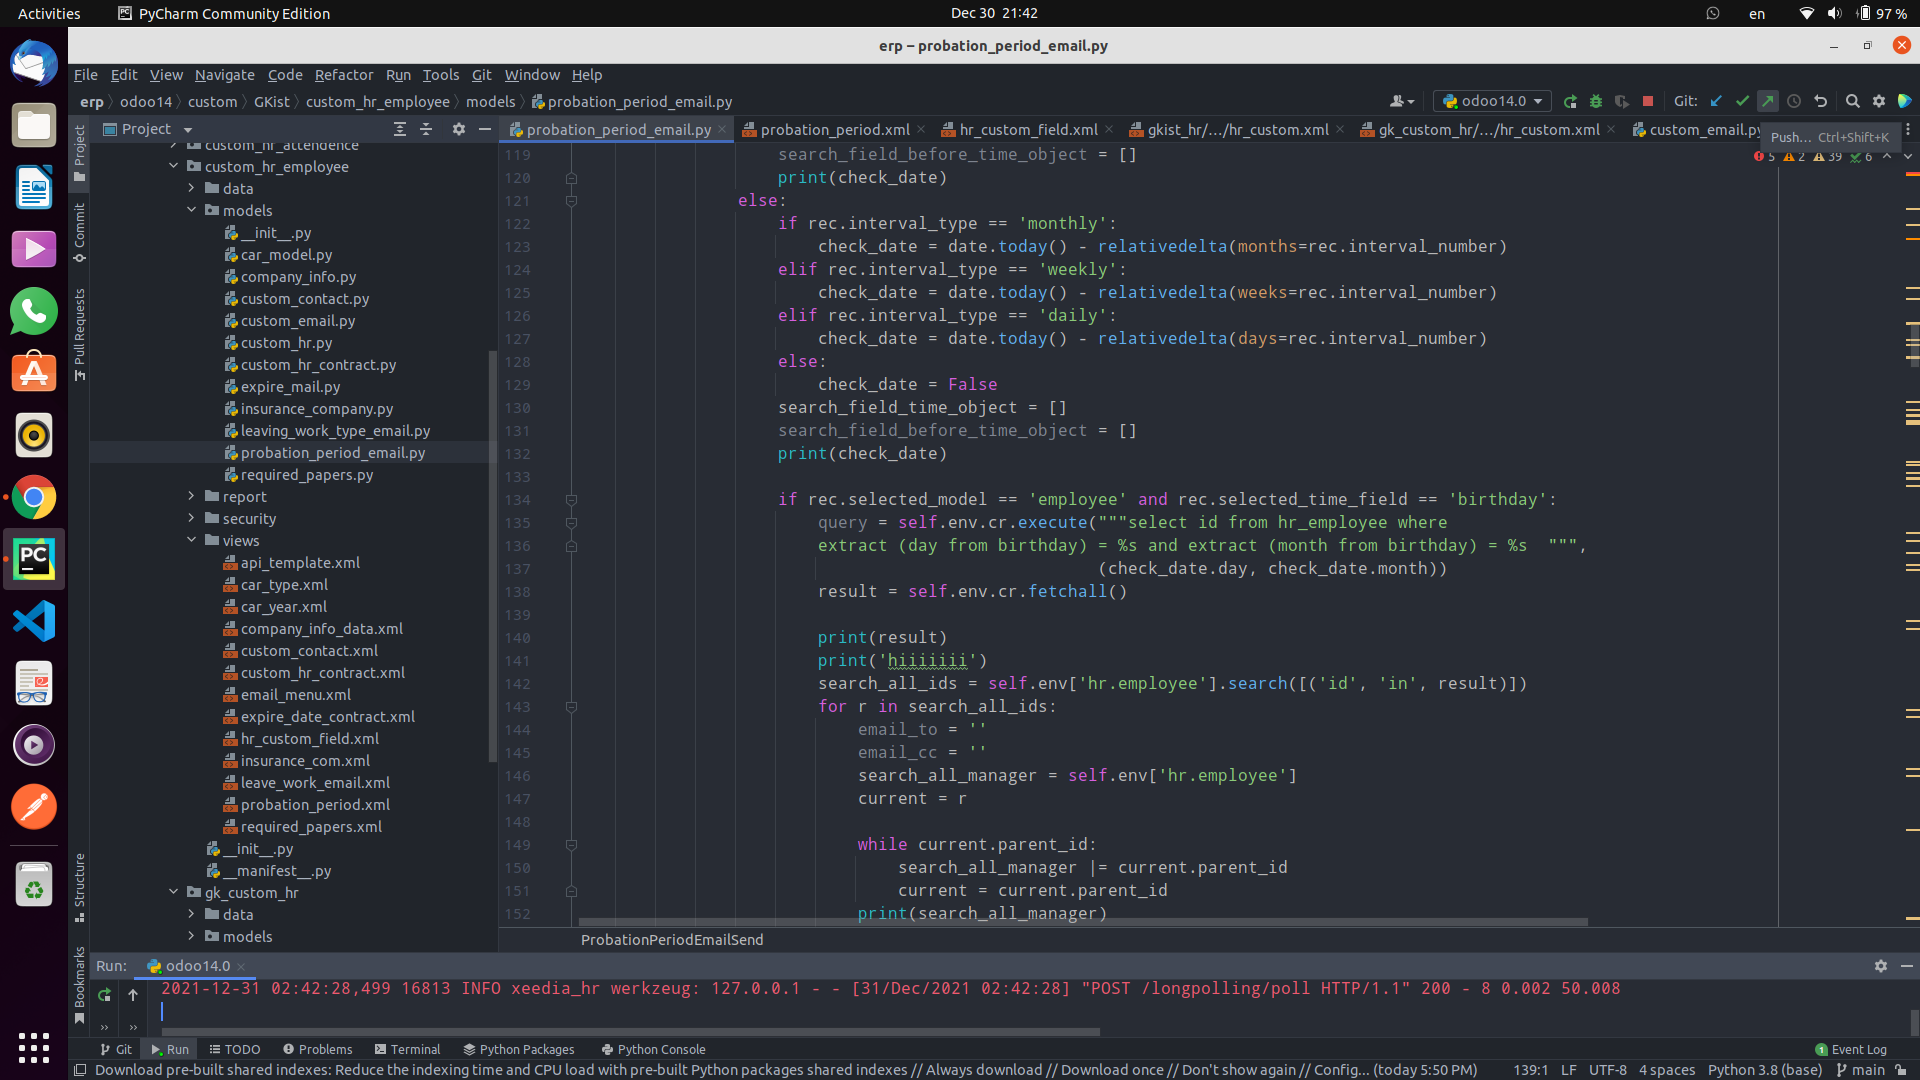 Activities
PyCharm Community Edition
Dec 30 21:42
en
97 %
erp – probation_period_email.py
File Edit View Navigate Code Refactor Run Tools Git Window Help
erp odoo14 custom GKist custom_hr_employee models probation_period_email.py
odoo14.0
Git:
Project
probation_period_email.py
probation_period.xml
hr_custom_field.xml
gkist_hr/.../hr_custom.xml
gk_custom_hr/.../hr_custom.xml
custom_email.py
Push... Ctrl+Shift+K
5 2 39 6
Project
Commit
Pull Requests
Structure
Bookmarks
custom_hr_attendence
custom_hr_employee
data
models
__init__.py
car_model.py
company_info.py
custom_contact.py
custom_email.py
custom_hr.py
custom_hr_contract.py
expire_mail.py
insurance_company.py
leaving_work_type_email.py
probation_period_email.py
required_papers.py
report
security
views
api_template.xml
car_type.xml
car_year.xml
company_info_data.xml
custom_contact.xml
custom_hr_contract.xml
email_menu.xml
expire_date_contract.xml
hr_custom_field.xml
insurance_com.xml
leave_work_email.xml
probation_period.xml
required_papers.xml
__init__.py
__manifest__.py
gk_custom_hr
data
models
119 search_field_before_time_object = []
120 print(check_date)
121 else:
122 if rec.interval_type == 'monthly':
123 check_date = date.today() - relativedelta(months=rec.interval_number)
124 elif rec.interval_type == 'weekly':
125 check_date = date.today() - relativedelta(weeks=rec.interval_number)
126 elif rec.interval_type == 'daily':
127 check_date = date.today() - relativedelta(days=rec.interval_number)
128 else:
129 check_date = False
130 search_field_time_object = []
131 search_field_before_time_object = []
132 print(check_date)
133
134 if rec.selected_model == 'employee' and rec.selected_time_field == 'birthday':
135 query = self.env.cr.execute("""select id from hr_employee where
136 extract (day from birthday) = %s and extract (month from birthday) = %s """,
137 (check_date.day, check_date.month))
138 result = self.env.cr.fetchall()
139
140 print(result)
141 print('hiiiiiii')
142 search_all_ids = self.env['hr.employee'].search([('id', 'in', result)])
143 for r in search_all_ids:
144 email_to = ''
145 email_cc = ''
146 search_all_manager = self.env['hr.employee']
147 current = r
148
149 while current.parent_id:
150 search_all_manager |= current.parent_id
151 current = current.parent_id
152 print(search_all_manager)
ProbationPeriodEmailSend
Run: odoo14.0
2021-12-31 02:42:28,499 16813 INFO xeedia_hr werkzeug: 127.0.0.1 - - [31/Dec/2021 02:42:28] "POST /longpolling/poll HTTP/1.1" 200 - 8 0.002 50.008
Git Run TODO Problems Terminal Python Packages Python Console
1 Event Log
Download pre-built shared indexes: Reduce the indexing time and CPU load with pre-built Python packages shared indexes // Always download // Download once // Don't show again // Config... (today 5:50 PM)
139:1 LF UTF-8 4 spaces Python 3.8 (base) main